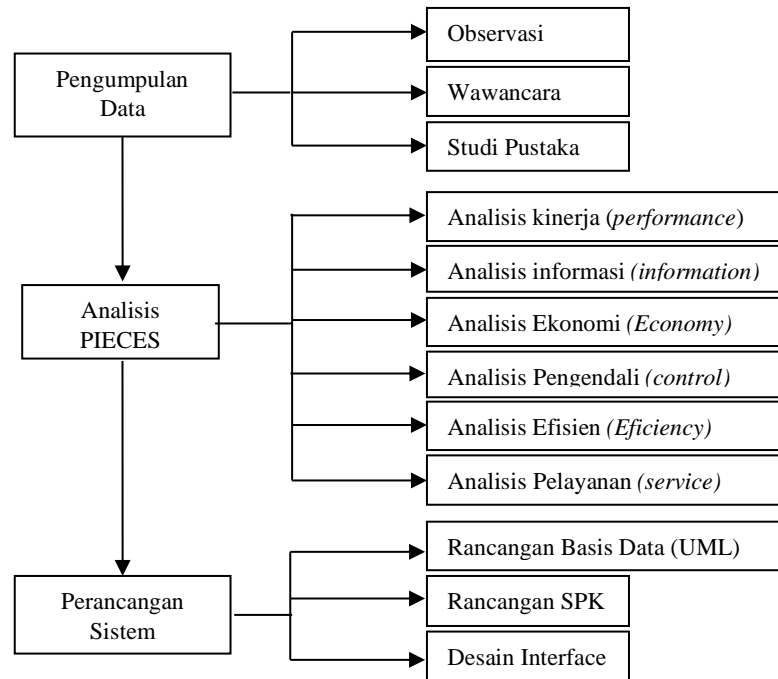 Pengumpulan
Data
Observasi
Wawancara
Studi Pustaka
Analisis
PIECES
Analisis kinerja (performance)
Analisis informasi (information)
Analisis Ekonomi (Economy)
Analisis Pengendali (control)
Analisis Efisien (Eficiency)
Analisis Pelayanan (service)
Perancangan
Sistem
Rancangan Basis Data (UML)
Rancangan SPK
Desain Interface